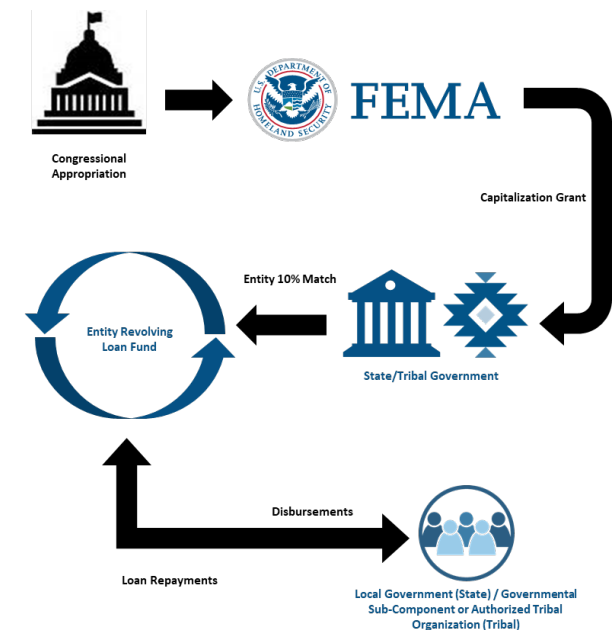 U.S. DEPARTMENT OF
HOMELAND SECURITY
FEMA
Congressional
Appropriation
Capitalization Grant
Entity 10% Match
Entity Revolving
Loan Fund
State/Tribal Government
Disbursements
Loan Repayments
Local Government (State) / Governmental
Sub-Component or Authorized Tribal
Organization (Tribal)